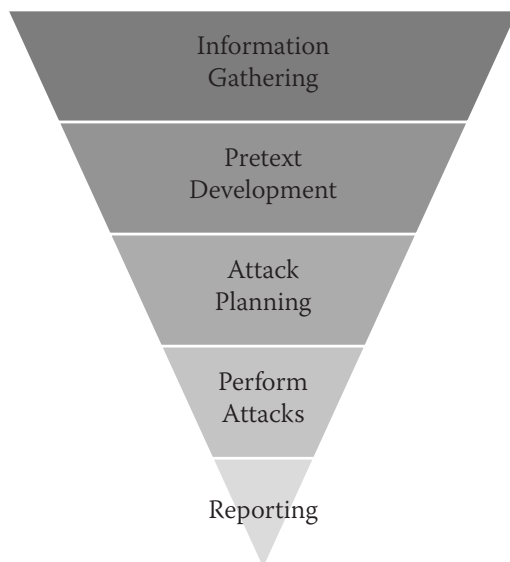 Information
Gathering
Pretext
Development
Attack
Planning
Perform
Attacks
Reporting